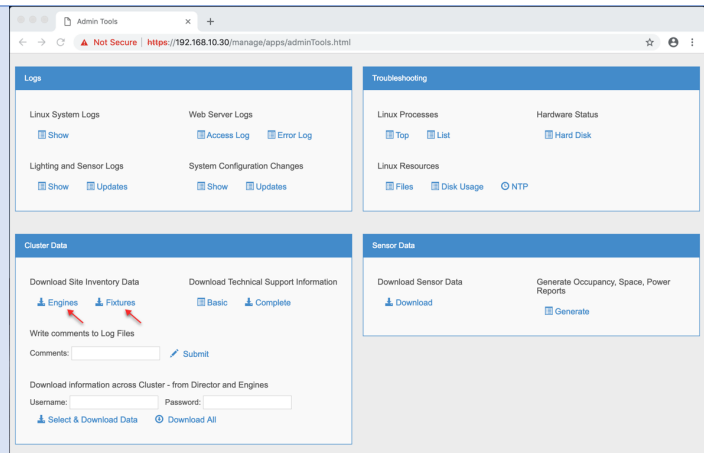 Admin Tools
Not Secure | https://192.168.10.30/manage/apps/adminTools.html
Logs
Linux System Logs
Show
Web Server Logs
Access Log Error Log
Lighting and Sensor Logs
Show Updates
System Configuration Changes
Show Updates
Troubleshooting
Linux Processes
Top List
Hardware Status
Hard Disk
Linux Resources
Files Disk Usage NTP
Cluster Data
Download Site Inventory Data
Engines Fixtures
Download Technical Support Information
Basic Complete
Write comments to Log Files
Comments: Submit
Download information across Cluster - from Director and Engines
Username: Password:
Select & Download Data Download All
Sensor Data
Download Sensor Data
Download
Generate Occupancy, Space, Power
Reports
Generate